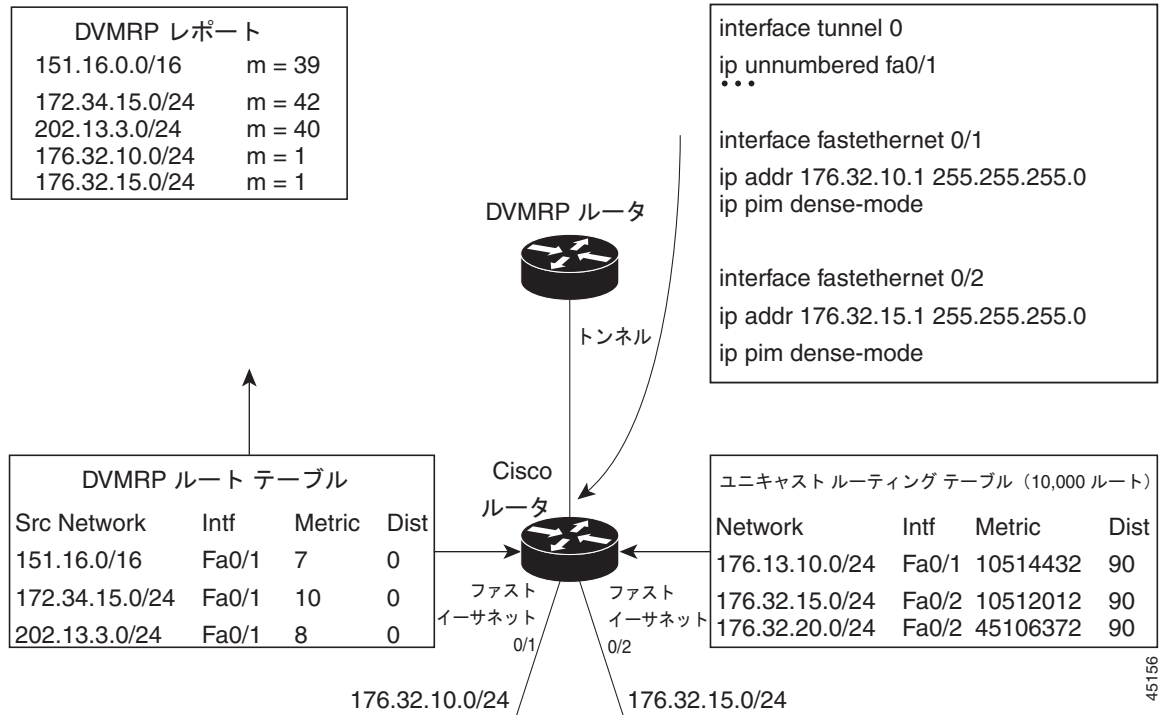 DVMRP レポート
151.16.0.0/16 m = 39
172.34.15.0/24 m = 42
202.13.3.0/24 m = 40
176.32.10.0/24 m = 1
176.32.15.0/24 m = 1
interface tunnel 0
ip unnumbered fa0/1
•••
interface fastethernet 0/1
ip addr 176.32.10.1 255.255.255.0
ip pim dense-mode
interface fastethernet 0/2
ip addr 176.32.15.1 255.255.255.0
ip pim dense-mode
DVMRP ルータ
トンネル
Cisco
ルータ
DVMRP ルート テーブル
Src Network Intf Metric Dist
151.16.0/16 Fa0/1 7 0
172.34.15.0/24 Fa0/1 10 0
202.13.3.0/24 Fa0/1 8 0
ファスト
イーサネット
0/1
ファスト
イーサネット
0/2
ユニキャスト ルーティング テーブル（10,000 ルート）
Network Intf Metric Dist
176.13.10.0/24 Fa0/1 10514432 90
176.32.15.0/24 Fa0/2 10512012 90
176.32.20.0/24 Fa0/2 45106372 90
176.32.10.0/24
176.32.15.0/24
45156